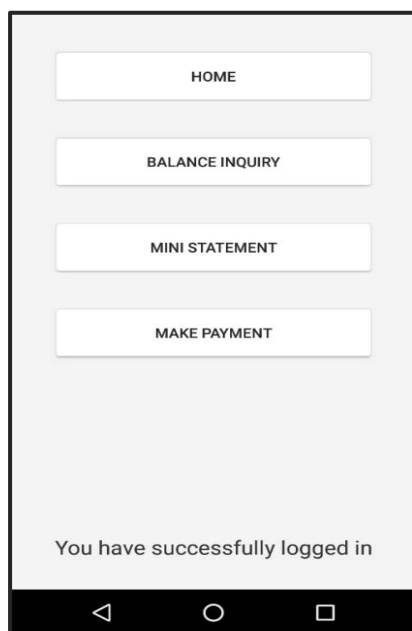 HOME
BALANCE INQUIRY
MINI STATEMENT
MAKE PAYMENT
You have successfully logged in